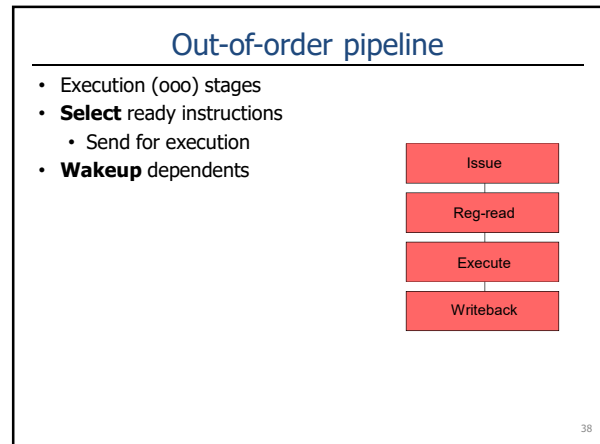 Out-of-order pipeline
• Execution (ooo) stages
• Select ready instructions
• Send for execution
• Wakeup dependents
Issue
Reg-read
Execute
Writeback
38